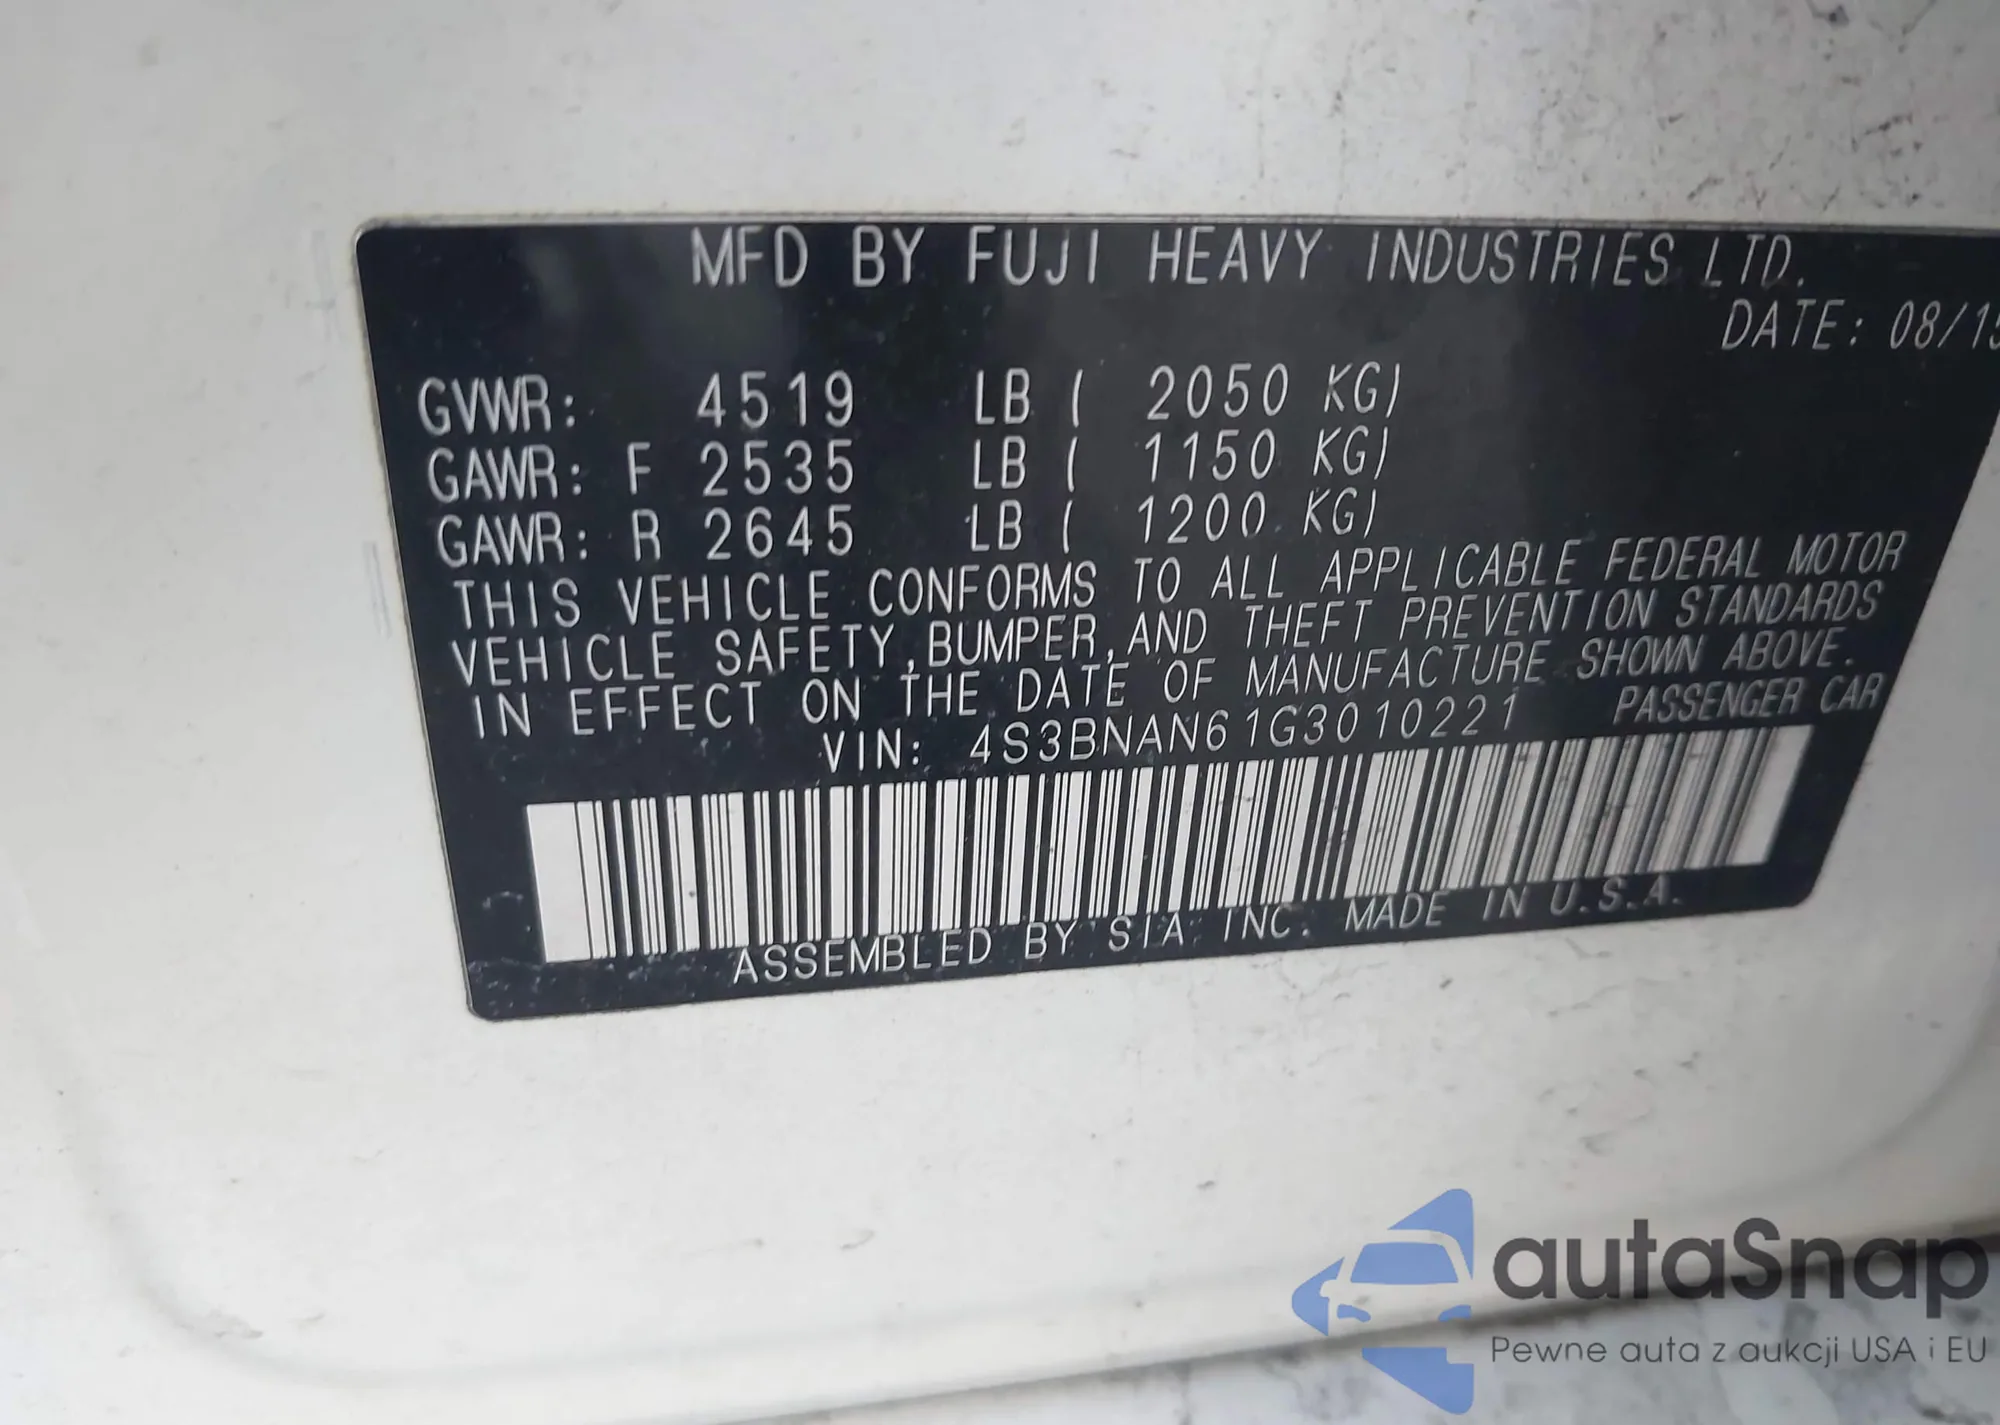 MFD BY FUJI HEAVY INDUSTRIES LTD.
DATE: 08/15
GVWR: 4519 LB ( 2050 KG)
GAWR: F 2535 LB ( 1150 KG)
GAWR: R 2645 LB ( 1200 KG)
THIS VEHICLE CONFORMS TO ALL APPLICABLE FEDERAL MOTOR
VEHICLE SAFETY, BUMPER, AND THEFT PREVENTION STANDARDS
IN EFFECT ON THE DATE OF MANUFACTURE SHOWN ABOVE.
VIN: 4S3BNAN61G3010221 PASSENGER CAR
ASSEMBLED BY SIA INC. MADE IN U.S.A.
autaSnap
Pewne auta z aukcji USA i EU